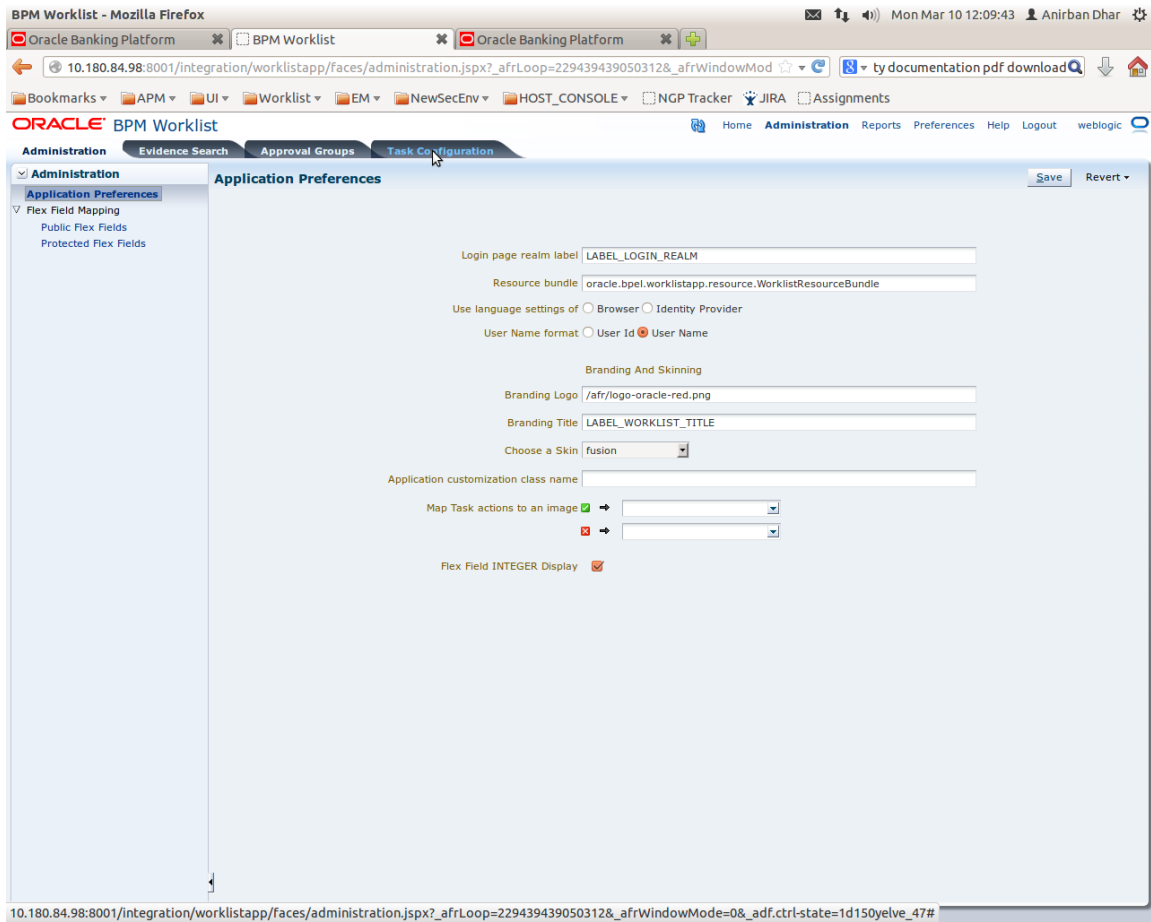 BPM Worklist - Mozilla Firefox
Mon Mar 10 12:09:43 Anirban Dhar
Oracle Banking Platform BPM Worklist Oracle Banking Platform
10.180.84.98:8001/integration/worklistapp/faces/administration.jspx?_afrLoop=229439439050312&_afrWindowMod ty documentation pdf download
Bookmarks APM UI Worklist EM NewSecEnv HOST_CONSOLE NGP Tracker JIRA Assignments
ORACLE BPM Worklist Home Administration Reports Preferences Help Logout weblogic
Administration Evidence Search Approval Groups Task Configuration
Administration
Application Preferences
Flex Field Mapping
Public Flex Fields
Protected Flex Fields
Application Preferences Save Revert
Login page realm label LABEL_LOGIN_REALM
Resource bundle oracle.bpel.worklistapp.resource.WorklistResourceBundle
Use language settings of Browser Identity Provider
User Name format User Id User Name
Branding And Skinning
Branding Logo /afr/logo-oracle-red.png
Branding Title LABEL_WORKLIST_TITLE
Choose a Skin fusion
Application customization class name
Map Task actions to an image
Flex Field INTEGER Display
10.180.84.98:8001/integration/worklistapp/faces/administration.jspx?_afrLoop=229439439050312&_afrWindowMode=0&_adf.ctrl-state=1d150yelve_47#